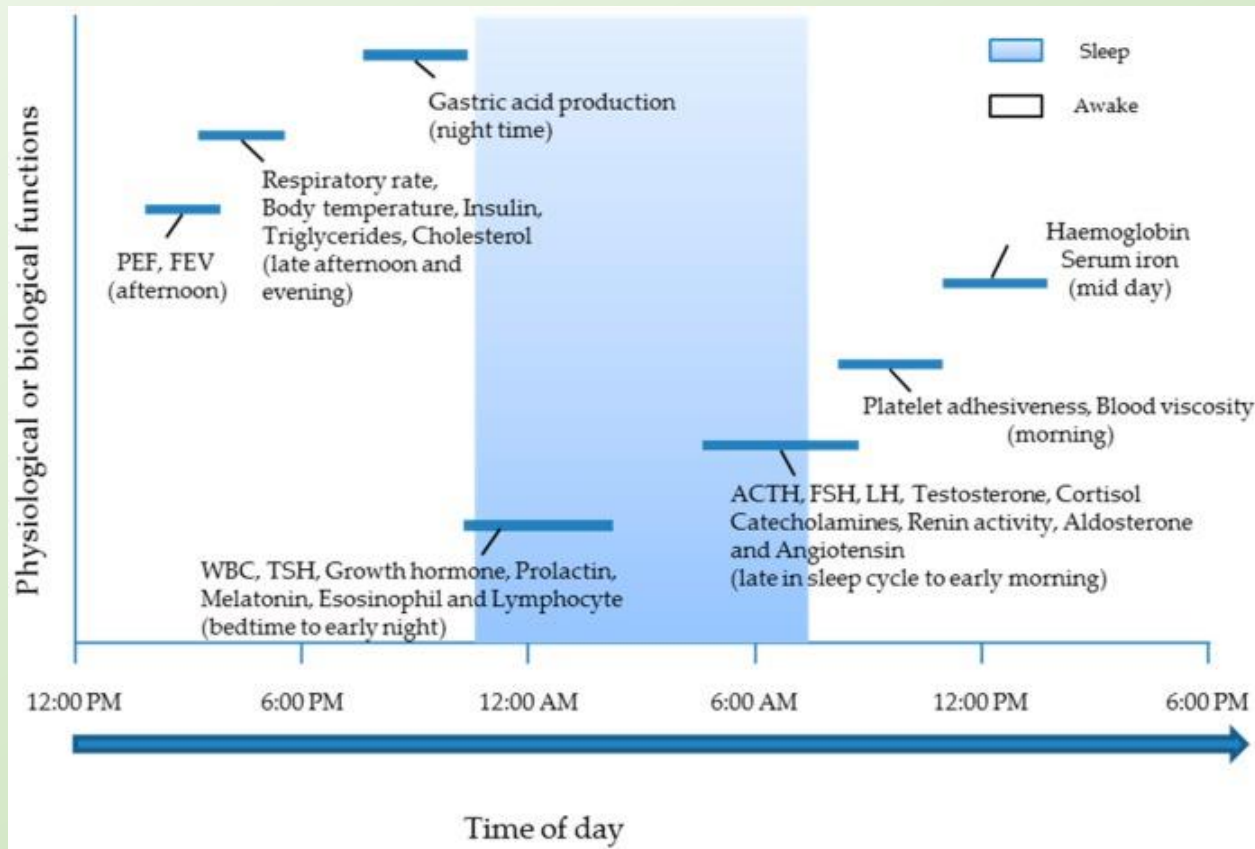 Physiological or biological functions
Sleep
Awake
Gastric acid production
(night time)
Respiratory rate,
Body temperature, Insulin,
Triglycerides, Cholesterol
(late afternoon and
evening)
PEF, FEV
(afternoon)
Haemoglobin
Serum iron
(mid day)
Platelet adhesiveness, Blood viscosity
(morning)
ACTH, FSH, LH, Testosterone, Cortisol
Catecholamines, Renin activity, Aldosterone
and Angiotensin
(late in sleep cycle to early morning)
WBC, TSH, Growth hormone, Prolactin,
Melatonin, Esosinophil and Lymphocyte
(bedtime to early night)
12:00 PM 6:00 PM 12:00 AM 6:00 AM 12:00 PM 6:00 PM
Time of day